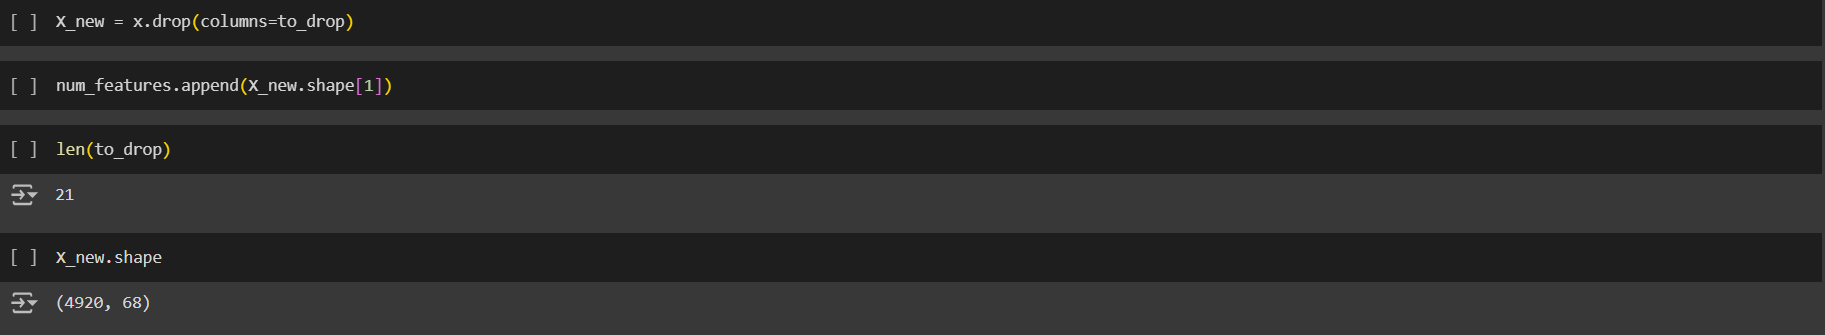 [ ] X_new = x.drop(columns=to_drop)
[ ] num_features.append(X_new.shape[1])
[ ] len(to_drop)
21
[ ] X_new.shape
(4920, 68)